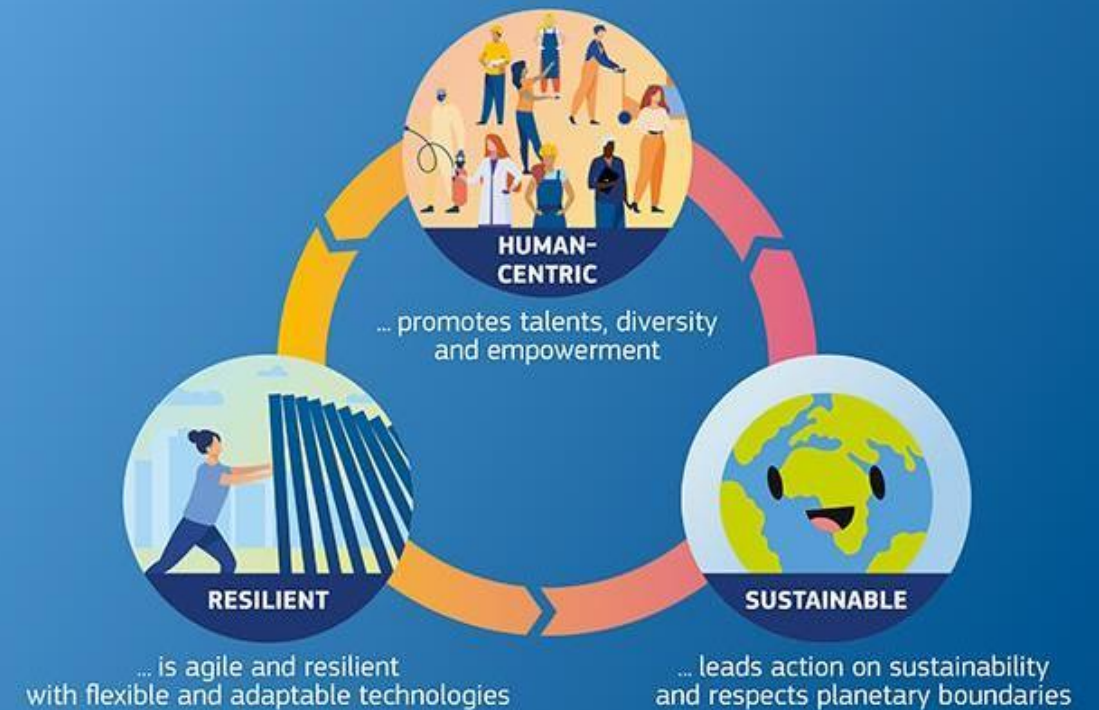 HUMAN-
CENTRIC
... promotes talents, diversity
and empowerment
RESILIENT
... is agile and resilient
with flexible and adaptable technologies
SUSTAINABLE
... leads action on sustainability
and respects planetary boundaries